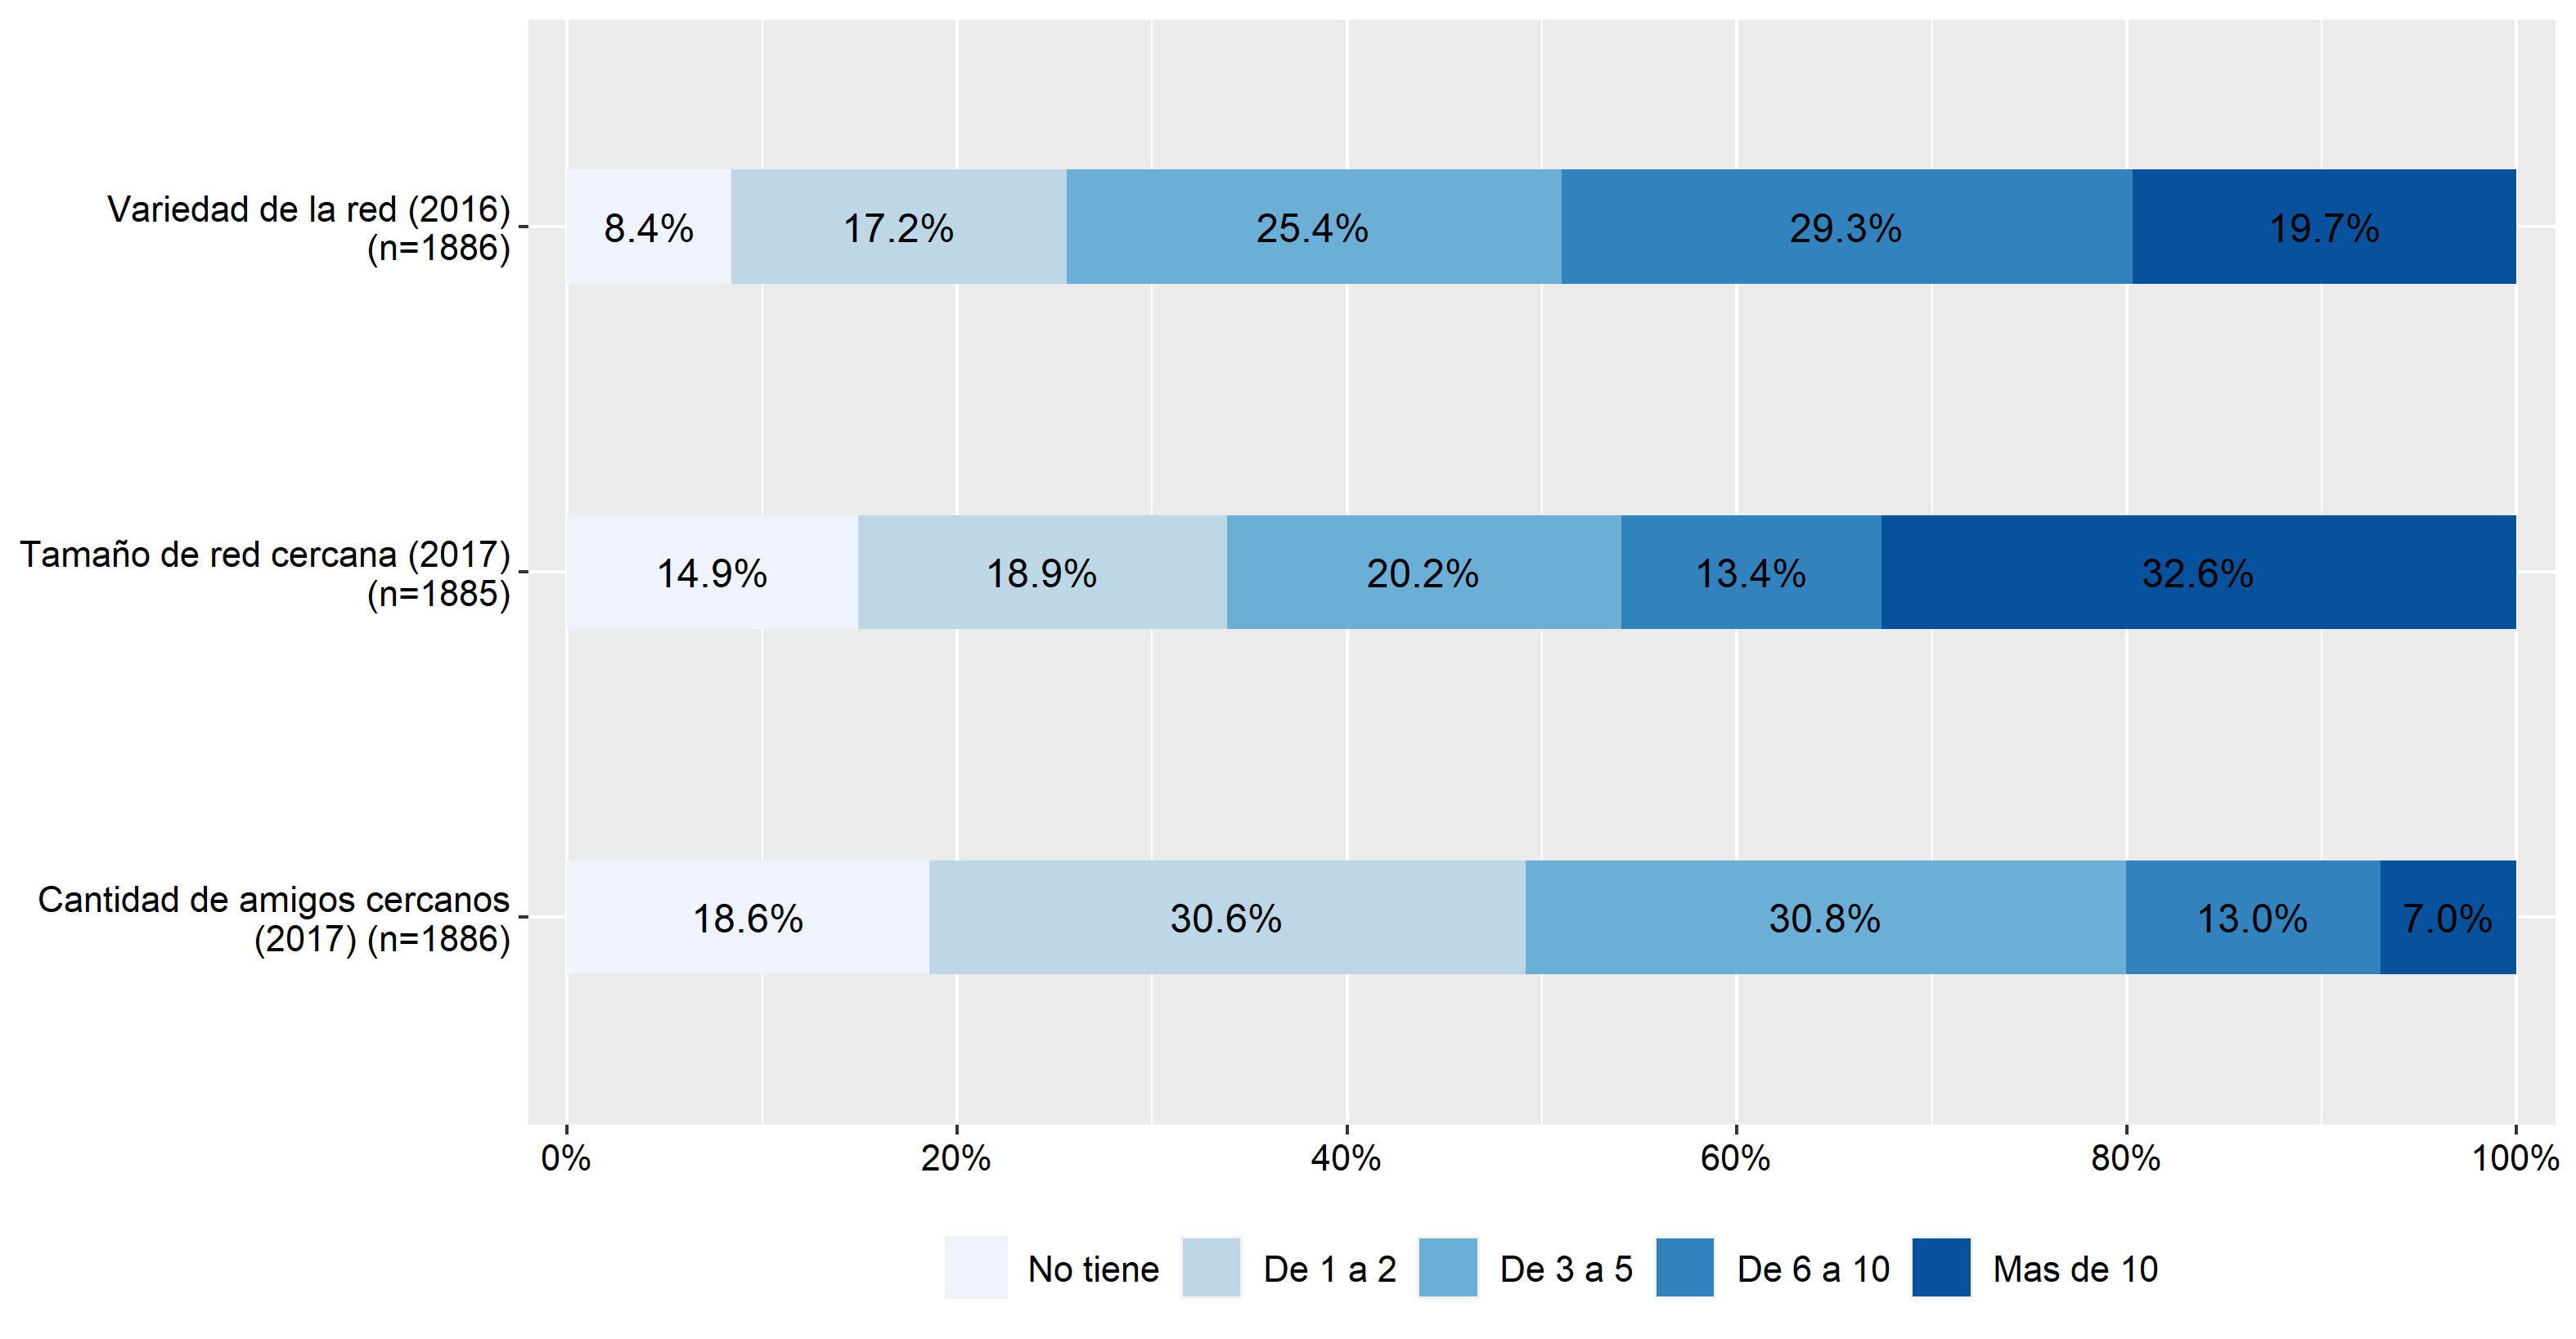 Variedad de la red (2016)
(n=1886)
8.4%
17.2%
25.4%
29.3%
19.7%
Tamaño de red cercana (2017)
(n=1885)
14.9%
18.9%
20.2%
13.4%
32.6%
Cantidad de amigos cercanos
(2017) (n=1886)
18.6%
30.6%
30.8%
13.0%
7.0%
0%
20%
40%
60%
80%
100%
No tiene
De 1 a 2
De 3 a 5
De 6 a 10
Mas de 10